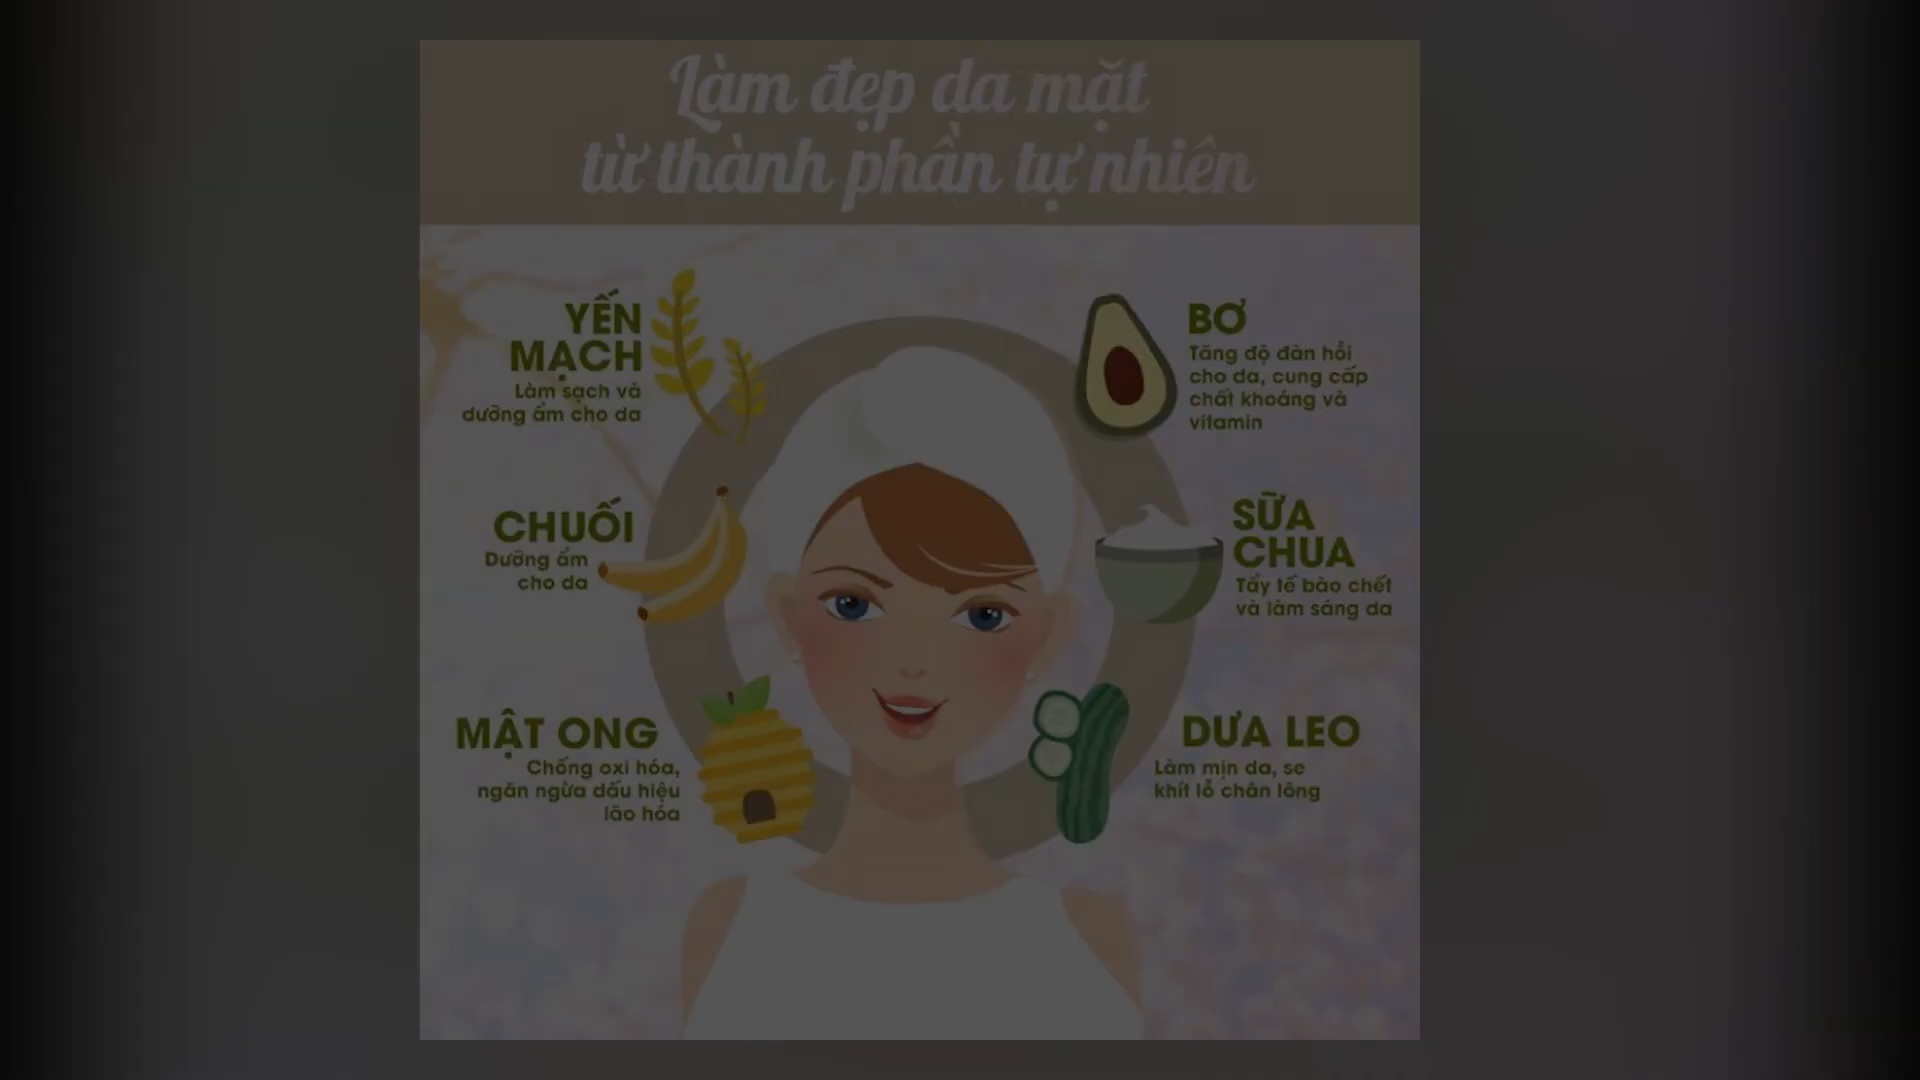 Làm đẹp da mặt
từ thành phần tự nhiên
YẾN
MẠCH
Làm sạch và
dưỡng ẩm cho da
BƠ
Tăng độ đàn hồi
cho da, cung cấp
chất khoáng và
vitamin
CHUỐI
Dưỡng ẩm
cho da
SỮA
CHUA
Tẩy tế bào chết
và làm sáng da
MẬT ONG
Chống oxi hóa,
ngăn ngừa dấu hiệu
lão hóa
DƯA LEO
Làm mịn da, se
khít lỗ chân lông